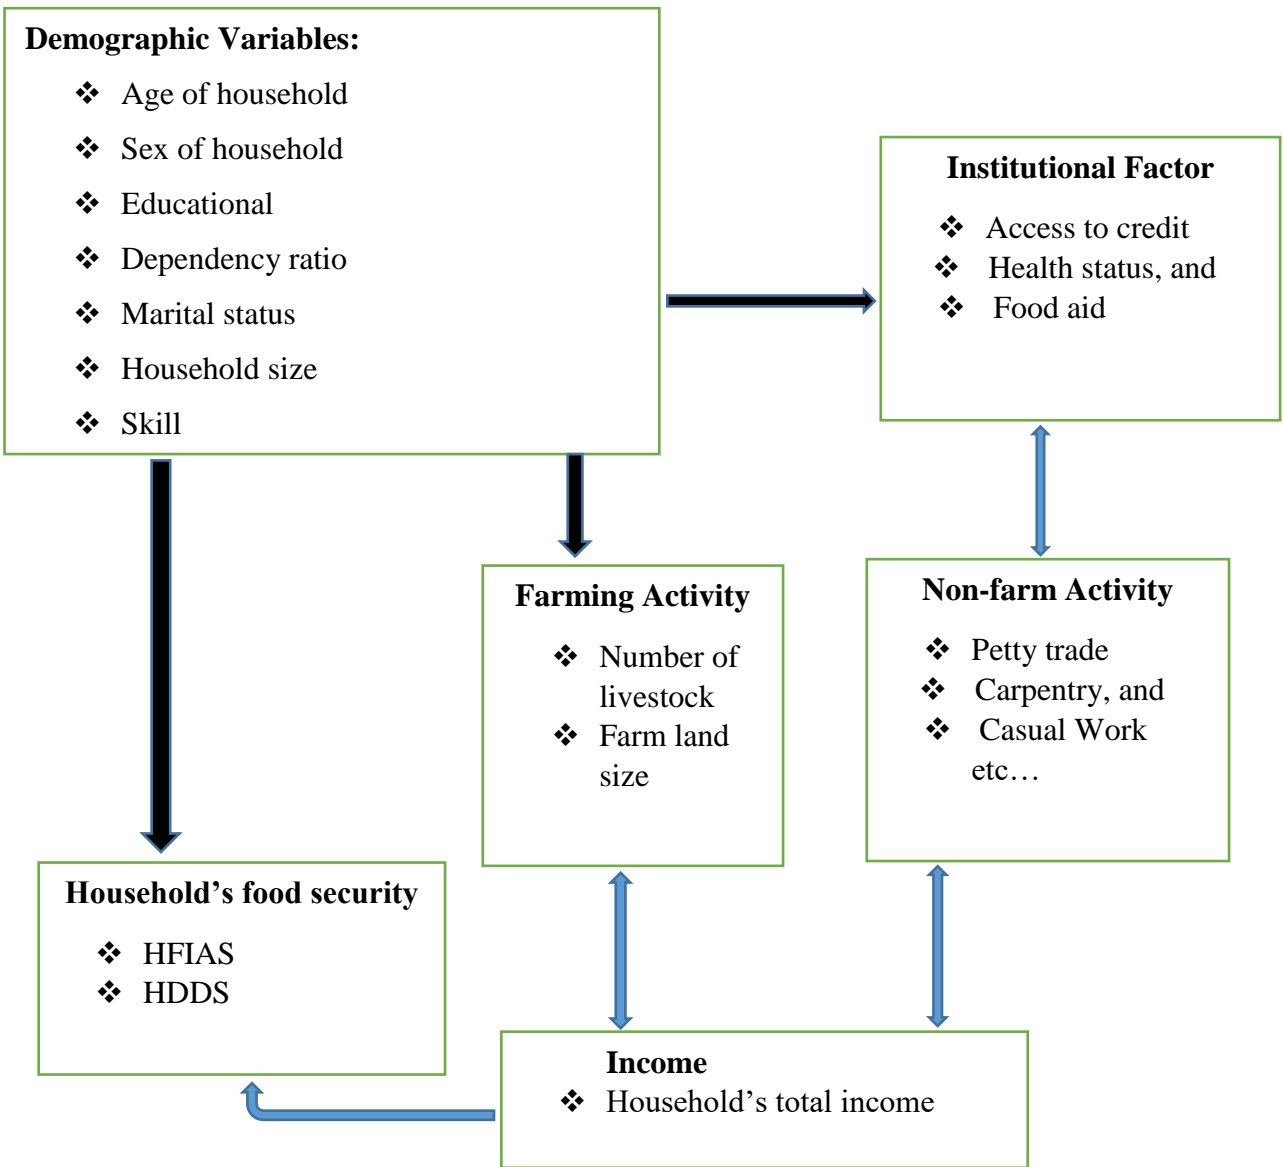 Demographic Variables:
❖ Age of household
❖ Sex of household
❖ Educational
❖ Dependency ratio
❖ Marital status
❖ Household size
❖ Skill
Institutional Factor
❖ Access to credit
❖ Health status, and
❖ Food aid
Farming Activity
❖ Number of
livestock
❖ Farm land
size
Non-farm Activity
❖ Petty trade
❖ Carpentry, and
❖ Casual Work
etc…
Household’s food security
❖ HFIAS
❖ HDDS
Income
❖ Household’s total income